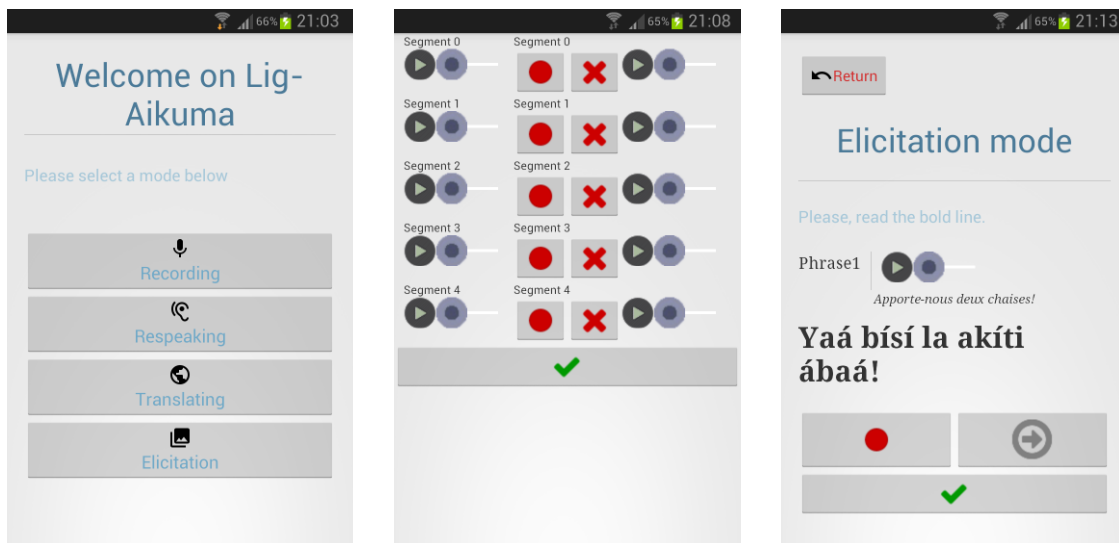 66% 21:03
Welcome on Lig-
Aikuma
Please select a mode below
Recording
Respeaking
Translating
Elicitation
65% 21:08
Segment 0 Segment 0
Segment 1 Segment 1
Segment 2 Segment 2
Segment 3 Segment 3
Segment 4 Segment 4
65% 21:13
Return
Elicitation mode
Please, read the bold line.
Phrase1
Apporte-nous deux chaises!
Yaá bísí la akíti
ábaá!